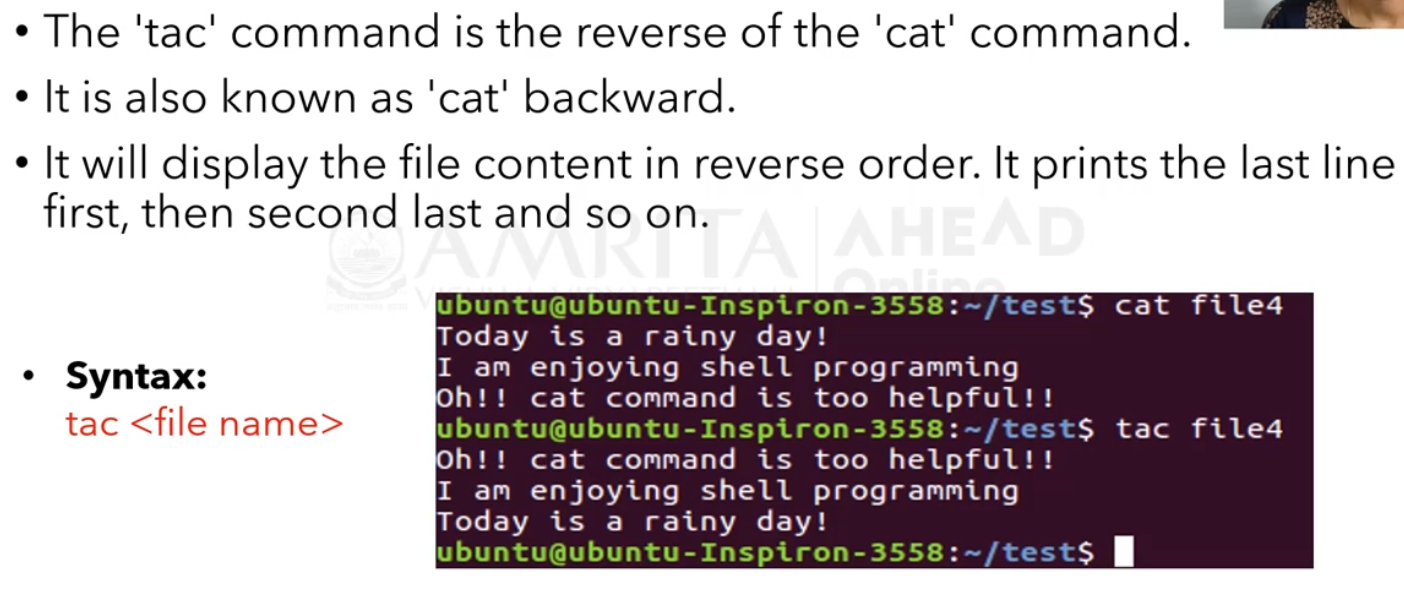 • The 'tac' command is the reverse of the 'cat' command.
• It is also known as 'cat' backward.
• It will display the file content in reverse order. It prints the last line
first, then second last and so on.
AMRITA | AHEAD
Online
• Syntax:
tac <file name>
ubuntu@ubuntu-Inspiron-3558:~/test$ cat file4
Today is a rainy day!
I am enjoying shell programming
Oh!! cat command is too helpful!!
ubuntu@ubuntu-Inspiron-3558:~/test$ tac file4
Oh!! cat command is too helpful!!
I am enjoying shell programming
Today is a rainy day!
ubuntu@ubuntu-Inspiron-3558:~/test$